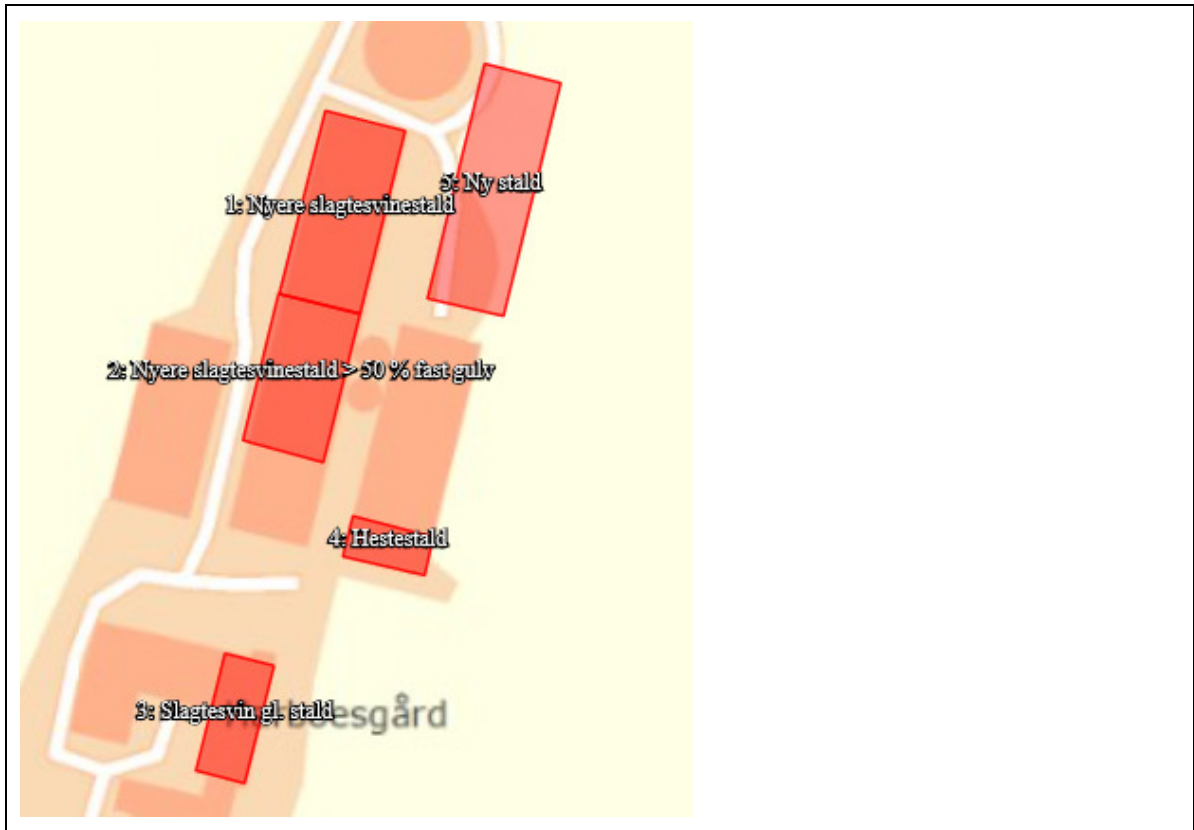 5: Ny stald
1: Nyere slagtesvinestald
2: Nyere slagtesvinestald > 50 % fast gulv
4: Hestestald
3: Slagtesvin gl. stald